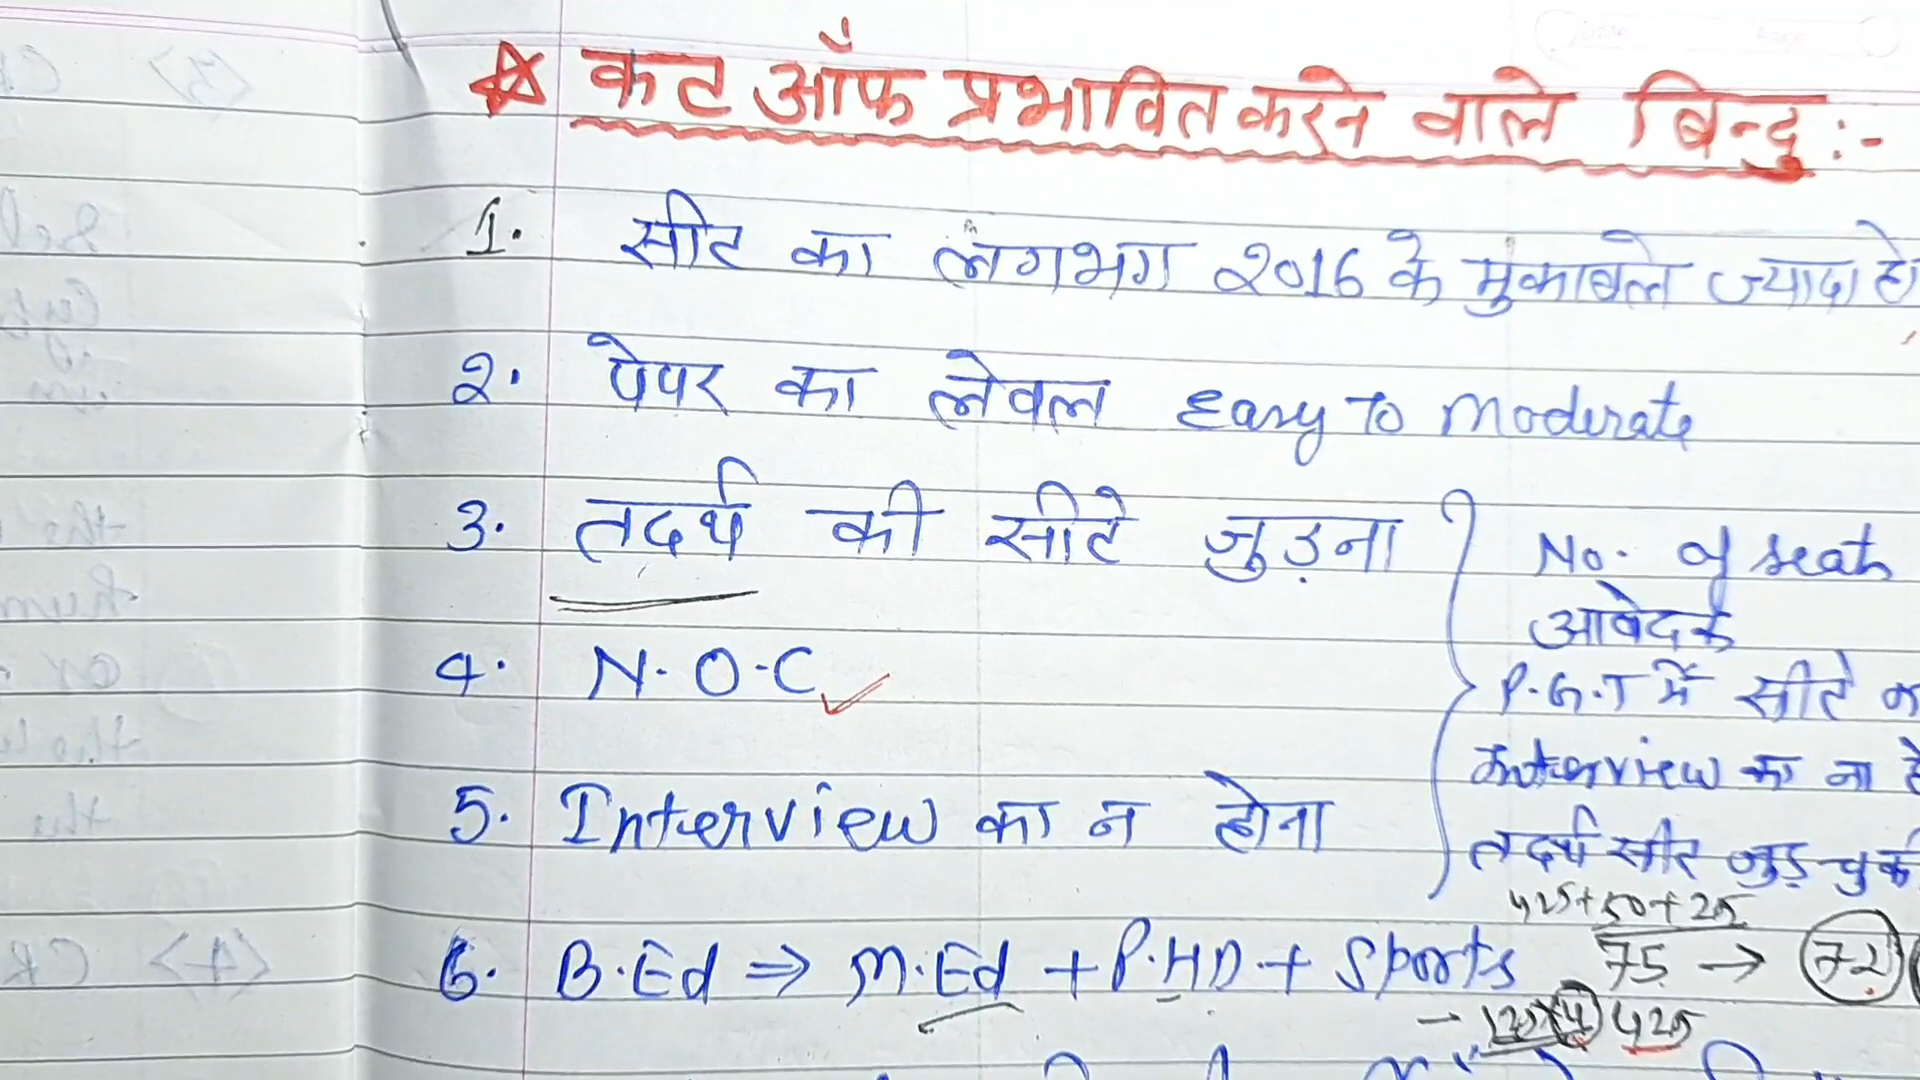 कट ऑफ प्रभावित करने वाले बिन्दु :-
1. सीट का लगभग 2016 के मुकाबले ज्यादा हो
2. पेपर का लेवल Easy To Moderate
3. तदर्थ की सीटे जुड़ना
No. of seats
आवेदक
4. N.O.C
P.G.T में सीटे
Interview का ना
5. Interview का न होना
तदर्थ सीट जुड़ चुकी
425+50+25
6. B.Ed ⇒ M.Ed + P.HD. + Sports 75 → 72
425